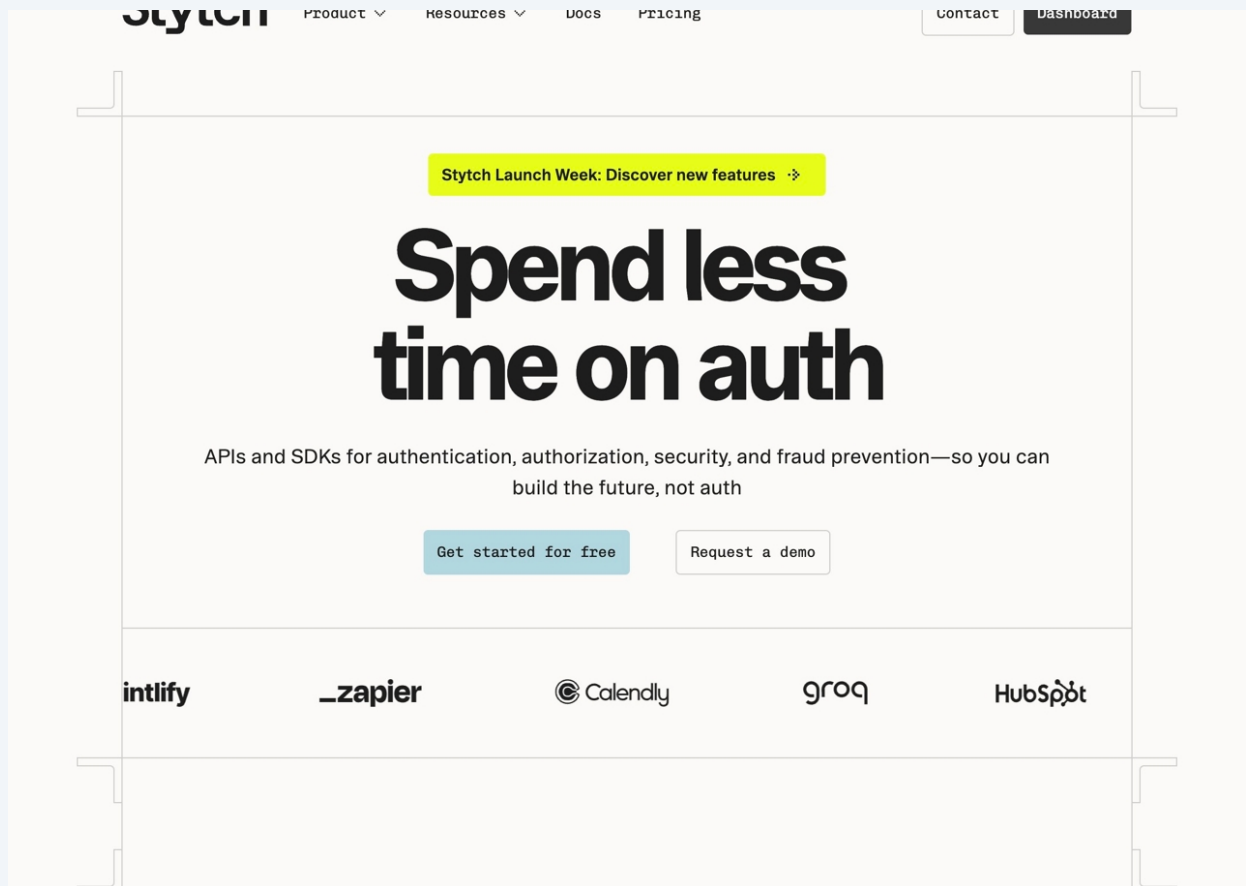 Stytch
Product
Resources
Docs
Pricing
Contact
Dashboard
Stytch Launch Week: Discover new features
Spend less
time on auth
APIs and SDKs for authentication, authorization, security, and fraud prevention—so you can
build the future, not auth
Get started for free
Request a demo
intlify
_zapier
Calendly
groq
HubSpot